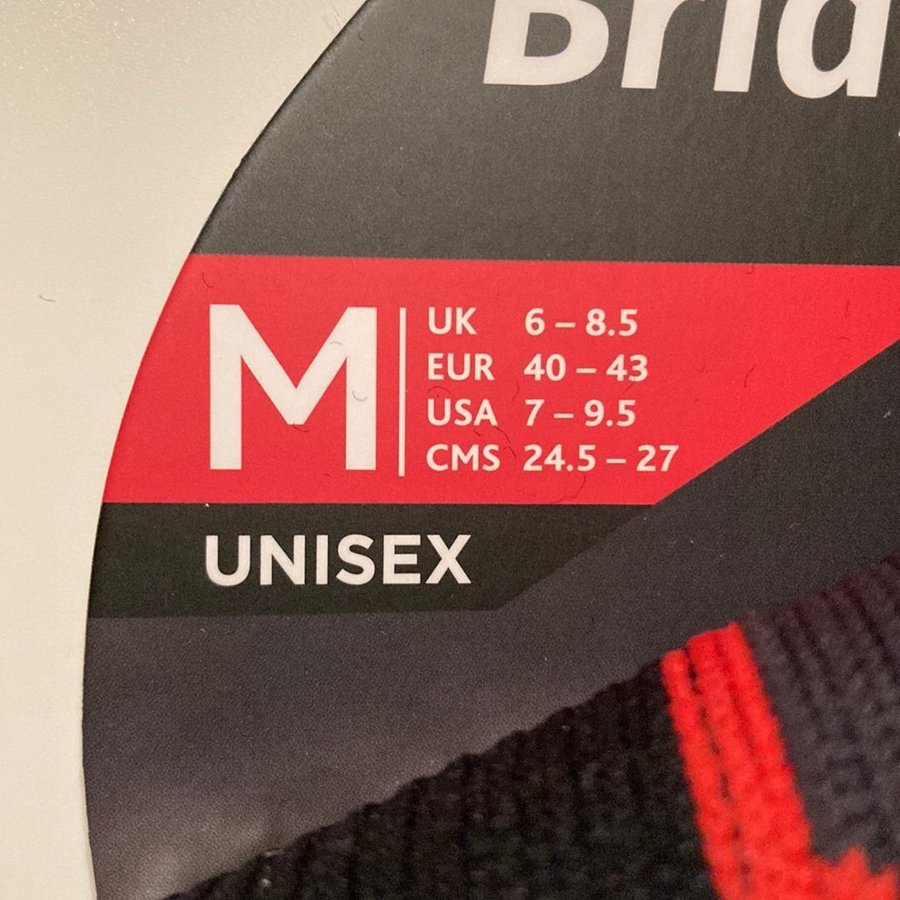 M
UK 6 – 8.5
EUR 40 – 43
USA 7 – 9.5
CMS 24.5 – 27
UNISEX